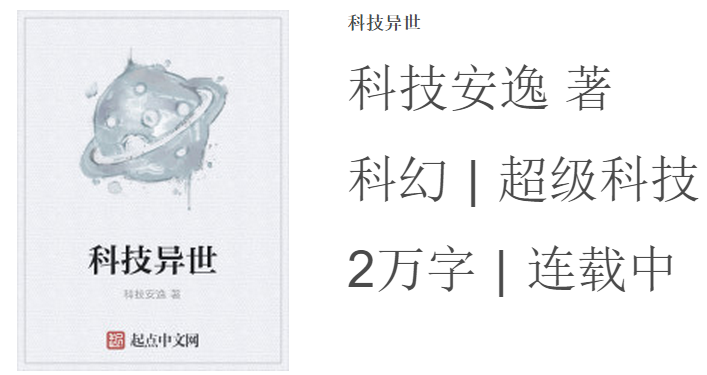 科技异世
科技安逸 著
起点中文网
科技异世
科技安逸 著
科幻 | 超级科技
2万字 | 连载中